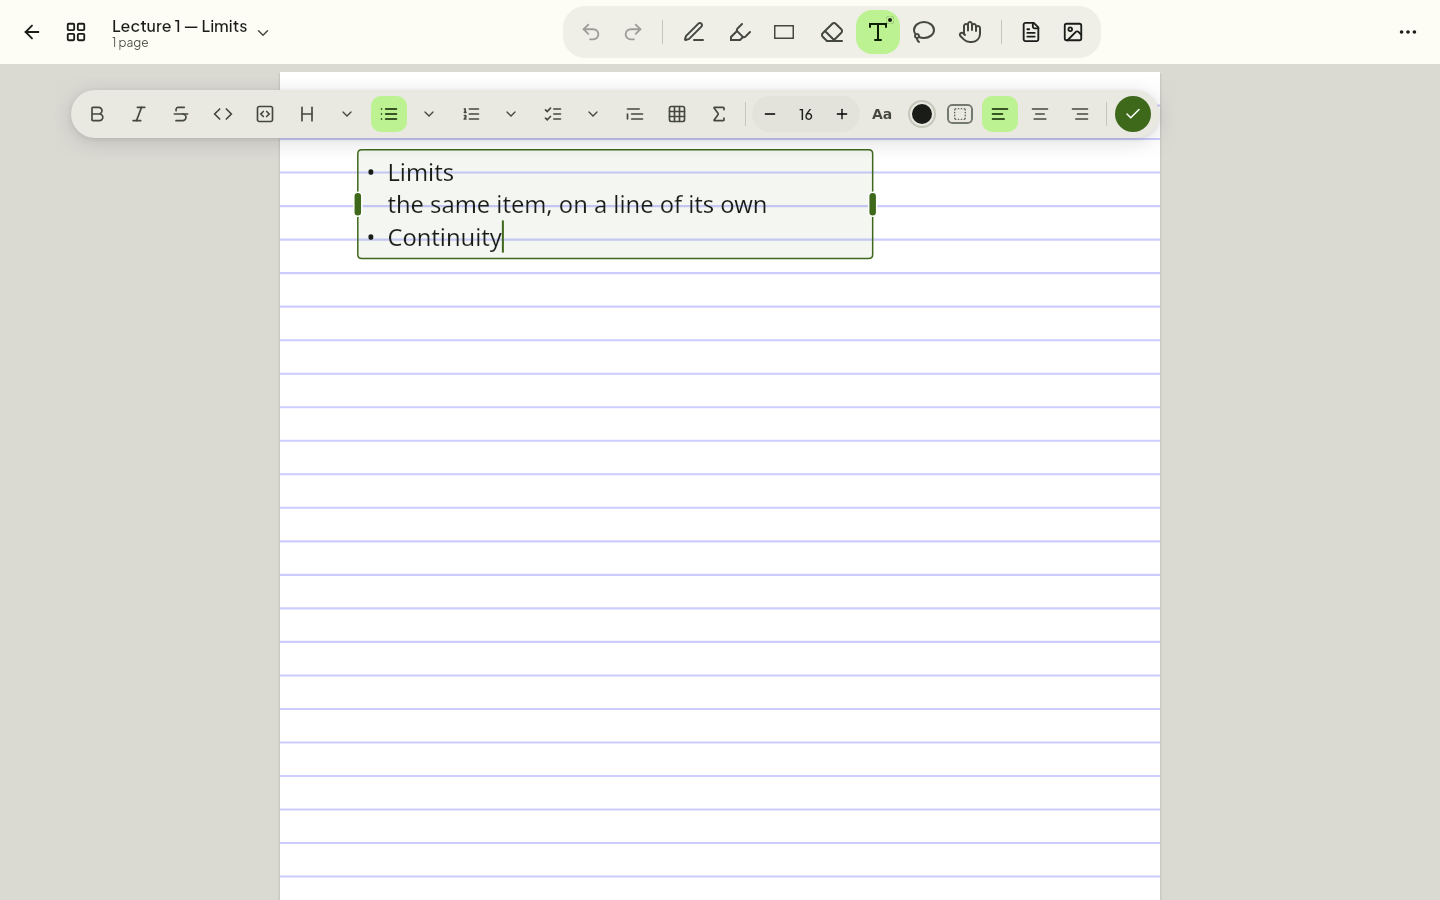 Lecture 1 — Limits
1 page
16
Aa
• Limits
the same item, on a line of its own
• Continuity